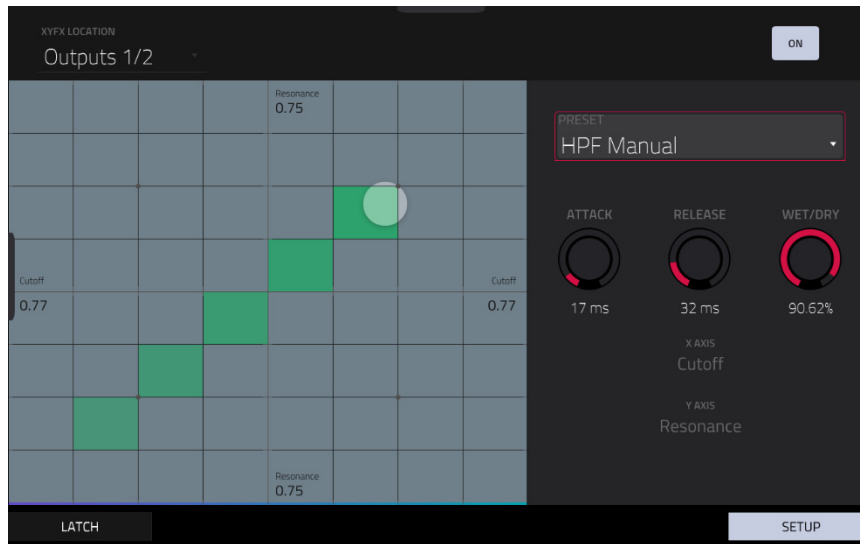 XYFX LOCATION
Outputs 1/2
ON
Resonance
0.75
PRESET
HPF Manual
ATTACK
RELEASE
WET/DRY
Cutoff
0.77
Cutoff
0.77
17 ms
32 ms
90.62%
X AXIS
Cutoff
Y AXIS
Resonance
Resonance
0.75
LATCH
SETUP